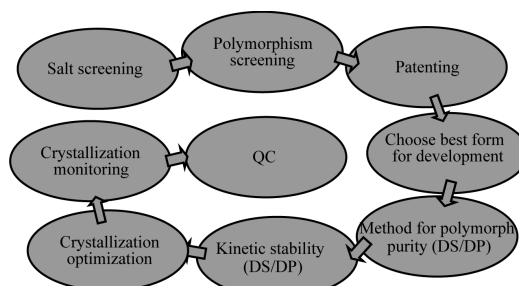 Salt screening
Polymorphism
screening
Patenting
Choose best form
for development
Method for polymorph
purity (DS/DP)
Kinetic stability
(DS/DP)
Crystallization
optimization
Crystallization
monitoring
QC